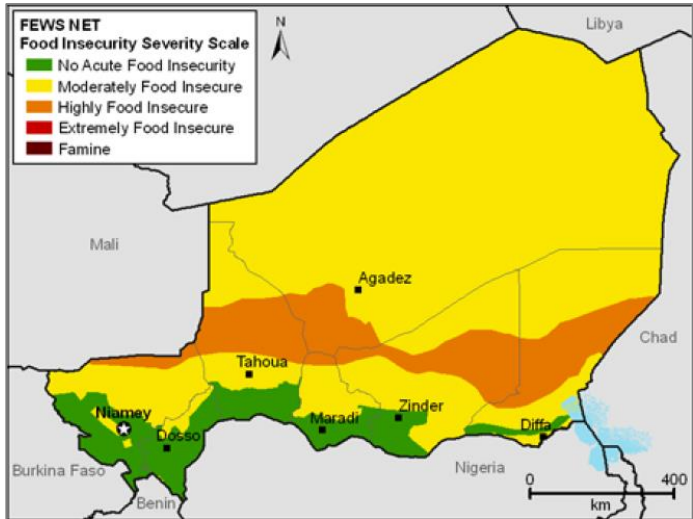 FEWS NET
Food Insecurity Severity Scale
No Acute Food Insecurity
Moderately Food Insecure
Highly Food Insecure
Extremely Food Insecure
Famine
N
Libya
Mali
Agadez
Chad
Tahoua
Niamey
Zinder
Maradi
Diffa
Dosso
Burkina Faso
Nigeria
Benin
0 400
km